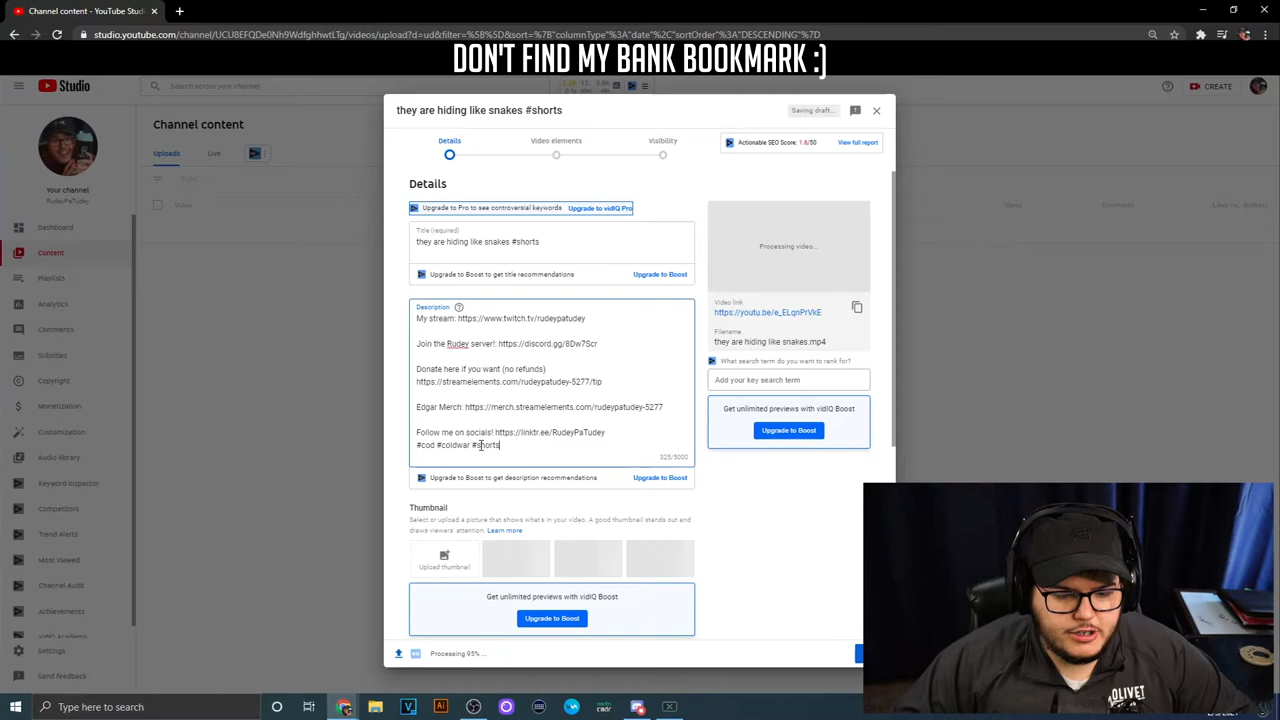 Channel content - YouTube Studio
studio.youtube.com/channel/UC8EFQDe0N9Hdgfehh9wtLTg/videos/upload?d=ud&filter=%5B%5D&sort=%7B"columnType"%3A"date"%2C"sortOrder"%3A"DESCENDING"%7D
DON'T FIND MY BANK BOOKMARK :)
Studio
Search across your channel
CREATE
they are hiding like snakes #shorts
Saving draft...
Channel content
Details
Video elements
Visibility
Actionable SEO Score: 1.6/50
View full report
Uploads
Live
Details
Filter
Upgrade to Pro to see controversial keywords
Upgrade to vidIQ Pro
Your channel
RudeyPaTudey
Video
Views
Comments
Title (required)
they are hiding like snakes #shorts
Processing video...
Dashboard
Content
Upgrade to Boost to get title recommendations
Upgrade to Boost
Playlists
Analytics
Description
My stream: https://www.twitch.tv/rudeypatudey
Video link
https://youtu.be/e_ELqnPrVkE
Comments
Join the Rudey server!: https://discord.gg/8Dw7Scr
Filename
they are hiding like snakes.mp4
Subtitles
Donate here if you want (no refunds)
https://streamelements.com/rudeypatudey-5277/tip
What search term do you want to rank for?
Add your key search term
Copyright
Monetization
Edgar Merch: https://merch.streamelements.com/rudeypatudey-5277
Get unlimited previews with vidIQ Boost
Upgrade to Boost
Audio library
Follow me on socials! https://linktr.ee/RudeyPaTudey
#cod #coldwar #shorts
325/5000
Keyword Inspector
Competitors
Upgrade to Boost to get description recommendations
Upgrade to Boost
Trend Alerts
Thumbnail
Select or upload a picture that shows what's in your video. A good thumbnail stands out and
draws viewers' attention. Learn more
Most Viewed
Upload thumbnail
Channel Audit
Get unlimited previews with vidIQ Boost
Upgrade to Boost
Achievements
vidIQ Academy
Settings
Processing 95% ...
Send feedback
OLIVET
Type here to search